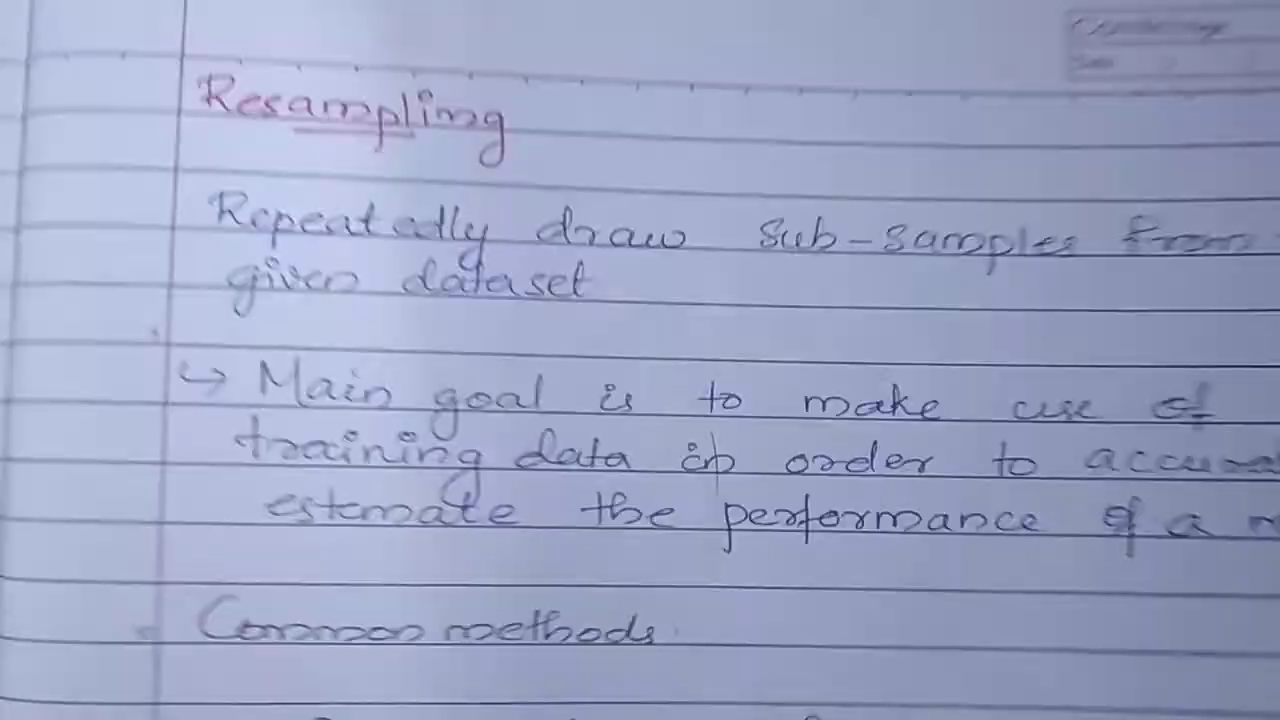 Resampling
Repeatedly draw sub-samples from
given dataset
↪ Main goal is to make use of
training data in order to
estemate the performance of a
Common methods.